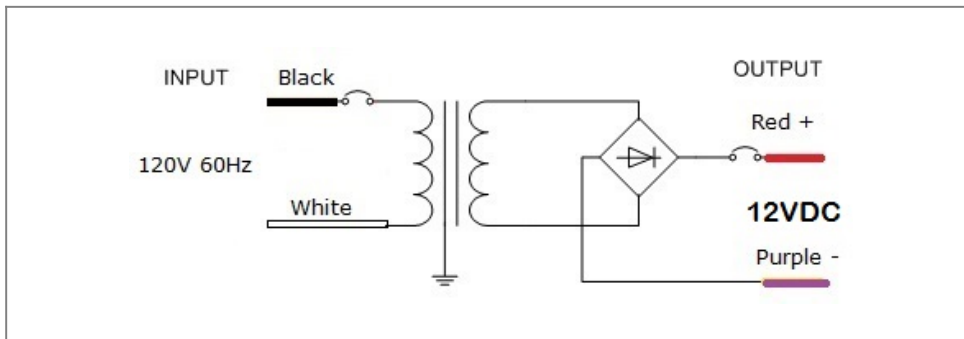 INPUT
Black
OUTPUT
Red +
120V 60Hz
White
12VDC
Purple -